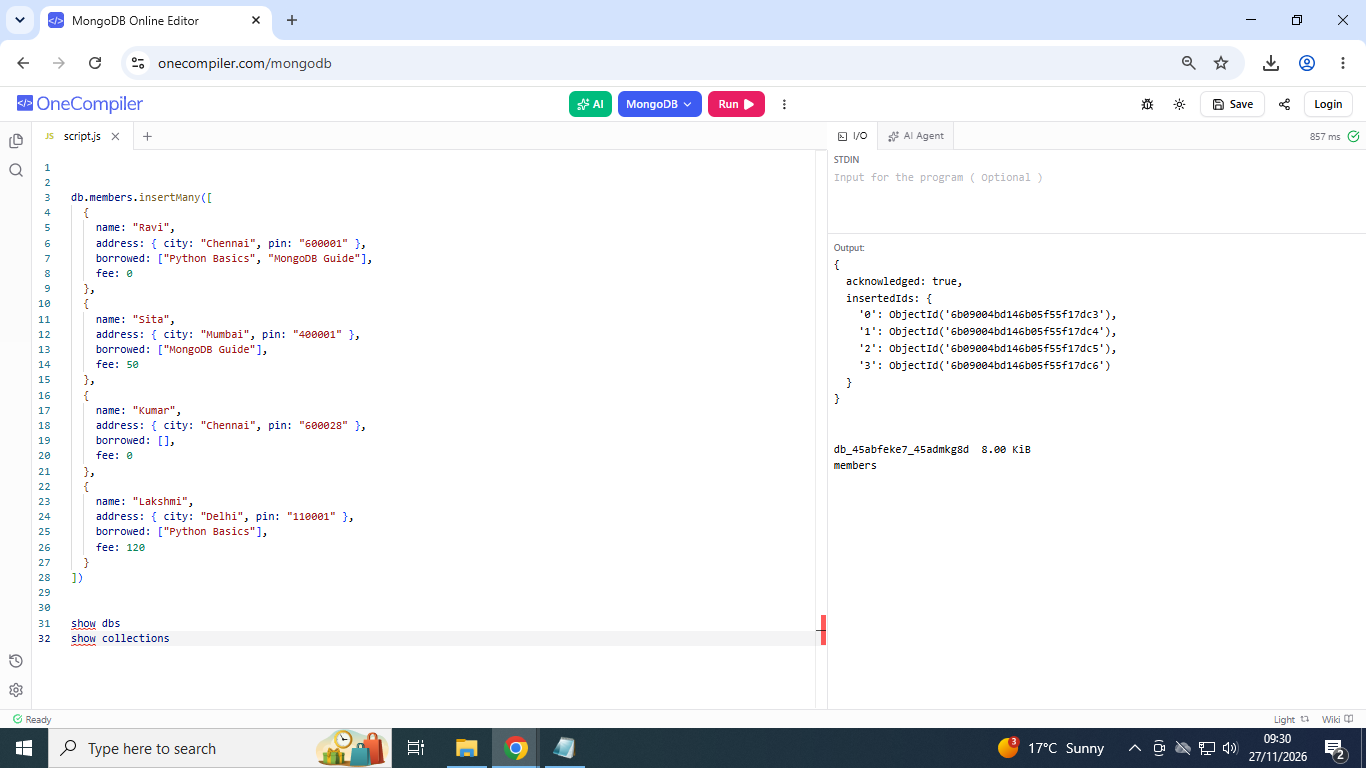 MongoDB Online Editor
onecompiler.com/mongodb
OneCompiler
AI
MongoDB
Run
Save
Login
JS script.js
I/O
AI Agent
857 ms
1
2
3 db.members.insertMany([
4 {
5 name: "Ravi",
6 address: { city: "Chennai", pin: "600001" },
7 borrowed: ["Python Basics", "MongoDB Guide"],
8 fee: 0
9 },
10 {
11 name: "Sita",
12 address: { city: "Mumbai", pin: "400001" },
13 borrowed: ["MongoDB Guide"],
14 fee: 50
15 },
16 {
17 name: "Kumar",
18 address: { city: "Chennai", pin: "600028" },
19 borrowed: [],
20 fee: 0
21 },
22 {
23 name: "Lakshmi",
24 address: { city: "Delhi", pin: "110001" },
25 borrowed: ["Python Basics"],
26 fee: 120
27 }
28 ])
29
30
31 show dbs
32 show collections
STDIN
Input for the program ( Optional )
Output:
{
acknowledged: true,
insertedIds: {
'0': ObjectId('6b09004bd146b05f55f17dc3'),
'1': ObjectId('6b09004bd146b05f55f17dc4'),
'2': ObjectId('6b09004bd146b05f55f17dc5'),
'3': ObjectId('6b09004bd146b05f55f17dc6')
}
}
db_45abfeke7_45admkg8d 8.00 KiB
members
Ready
Light
Wiki
Type here to search
3
17°C Sunny
09:30
27/11/2026
2